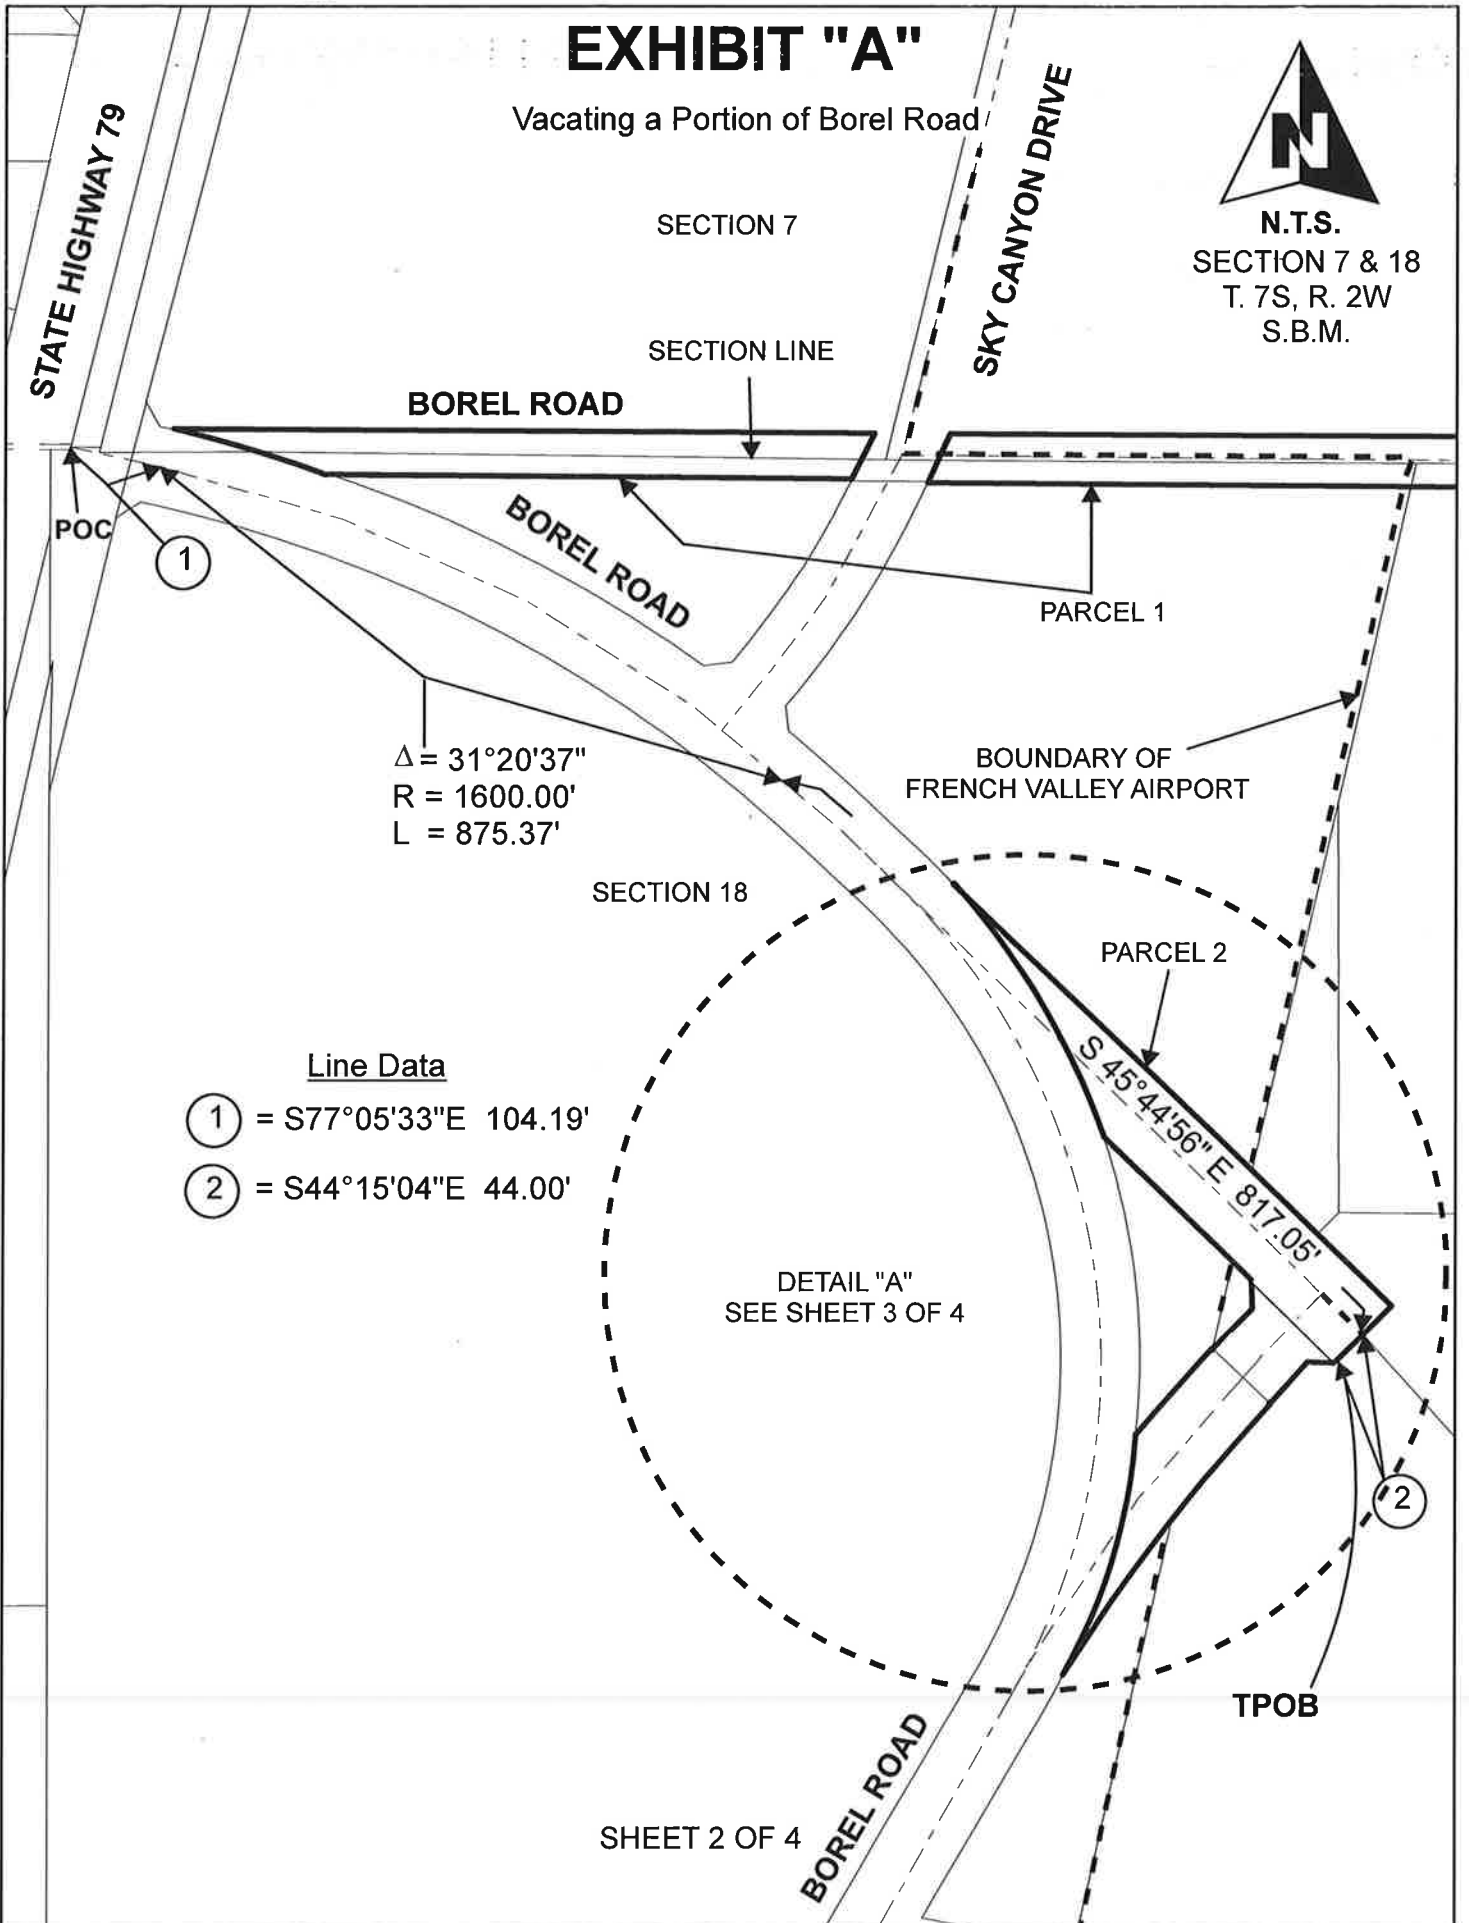 EXHIBIT "A"
Vacating a Portion of Borel Road
STATE HIGHWAY 79
SKY CANYON DRIVE
N
N.T.S.
SECTION 7 & 18
T. 7S, R. 2W
S.B.M.
SECTION 7
SECTION LINE
BOREL ROAD
POC
1
BOREL ROAD
PARCEL 1
Δ = 31°20'37"
R = 1600.00'
L = 875.37'
BOUNDARY OF
FRENCH VALLEY AIRPORT
SECTION 18
PARCEL 2
S 45°44'56" E 817.05'
Line Data
1 = S77°05'33"E 104.19'
2 = S44°15'04"E 44.00'
DETAIL "A"
SEE SHEET 3 OF 4
2
TPOB
BOREL ROAD
SHEET 2 OF 4